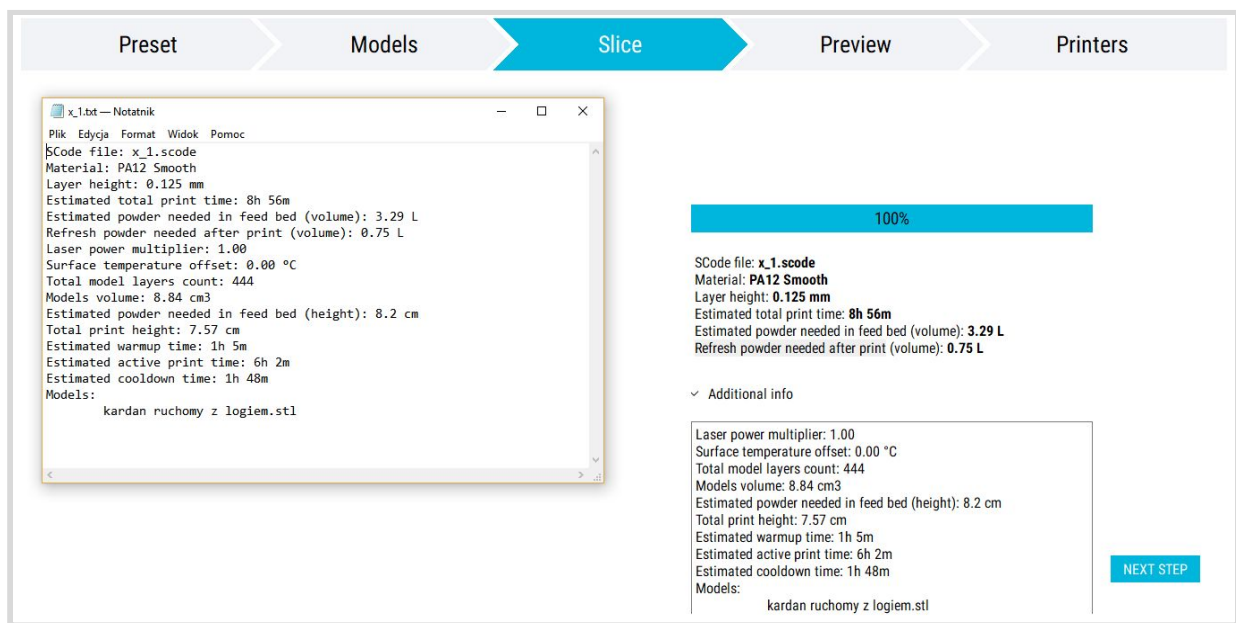 Preset
Models
Slice
Preview
Printers
x_1.txt — Notatnik
Plik Edycja Format Widok Pomoc
SCode file: x_1.scode
Material: PA12 Smooth
Layer height: 0.125 mm
Estimated total print time: 8h 56m
Estimated powder needed in feed bed (volume): 3.29 L
Refresh powder needed after print (volume): 0.75 L
Laser power multiplier: 1.00
Surface temperature offset: 0.00 °C
Total model layers count: 444
Models volume: 8.84 cm3
Estimated powder needed in feed bed (height): 8.2 cm
Total print height: 7.57 cm
Estimated warmup time: 1h 5m
Estimated active print time: 6h 2m
Estimated cooldown time: 1h 48m
Models:
kardan ruchomy z logiem.stl
100%
SCode file: x_1.scode
Material: PA12 Smooth
Layer height: 0.125 mm
Estimated total print time: 8h 56m
Estimated powder needed in feed bed (volume): 3.29 L
Refresh powder needed after print (volume): 0.75 L
Additional info
Laser power multiplier: 1.00
Surface temperature offset: 0.00 °C
Total model layers count: 444
Models volume: 8.84 cm3
Estimated powder needed in feed bed (height): 8.2 cm
Total print height: 7.57 cm
Estimated warmup time: 1h 5m
Estimated active print time: 6h 2m
Estimated cooldown time: 1h 48m
Models:
kardan ruchomy z logiem.stl
NEXT STEP